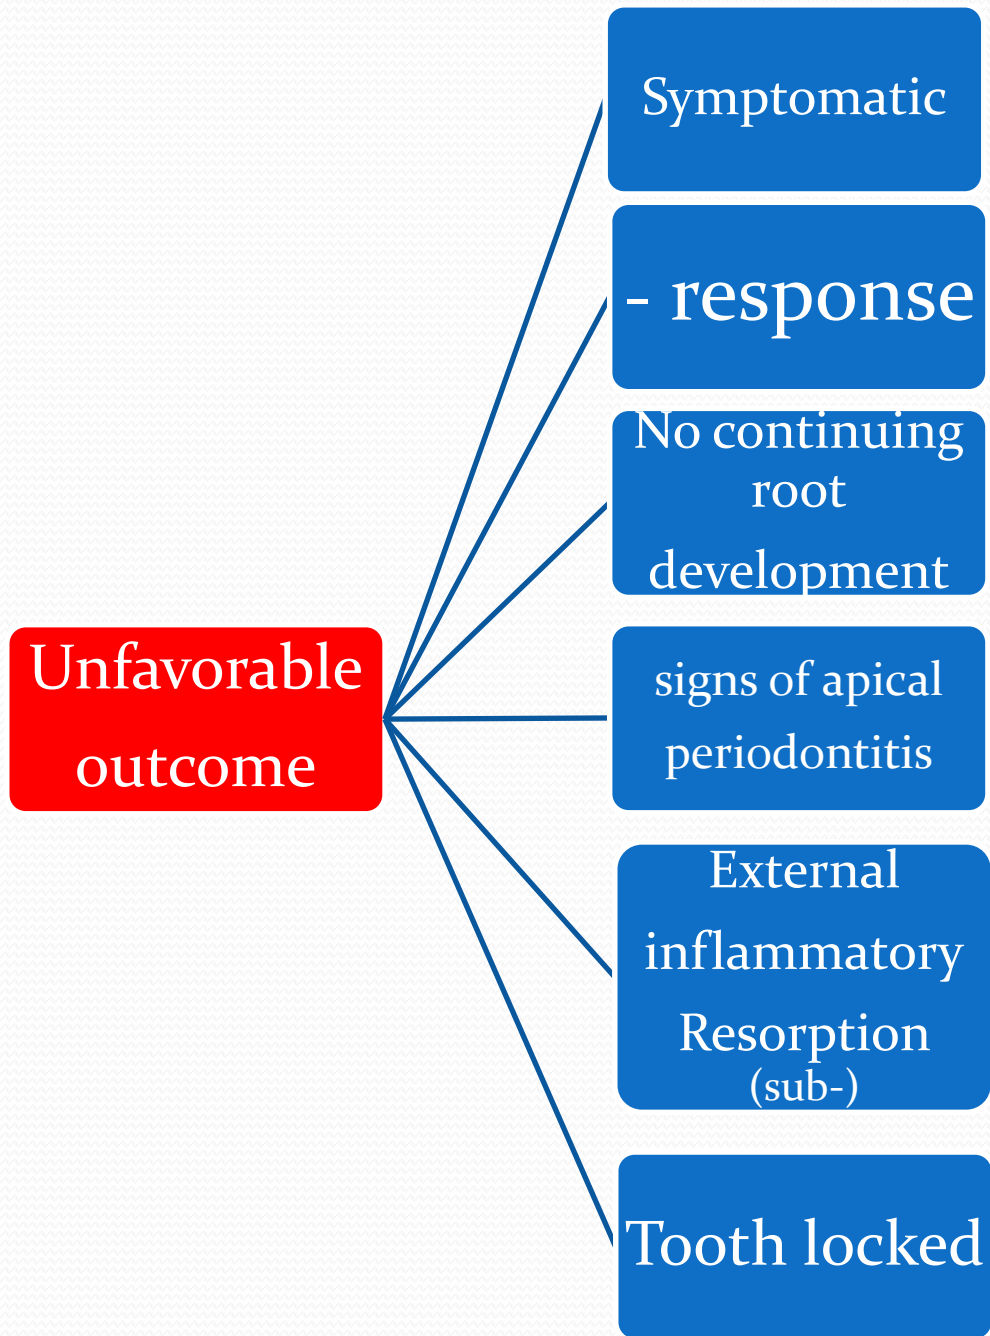 Symptomatic
- response
No continuing
root
development
Unfavorable
outcome
signs of apical
periodontitis
External
inflammatory
Resorption
(sub-)
Tooth locked